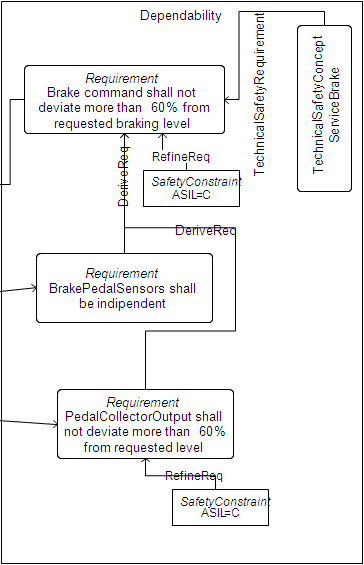 Dependability
Requirement
Brake command shall not
deviate more than 60% from
requested braking level
TechnicalSafetyRequirement
TechnicalSafetyConcept
ServiceBrake
RefineReq
DeriveReq
SafetyConstraint
ASIL=C
DeriveReq
Requirement
BrakePedalSensors shall
be indipendent
Requirement
PedalCollectorOutput shall
not deviate more than 60%
from requested level
RefineReq
SafetyConstraint
ASIL=C